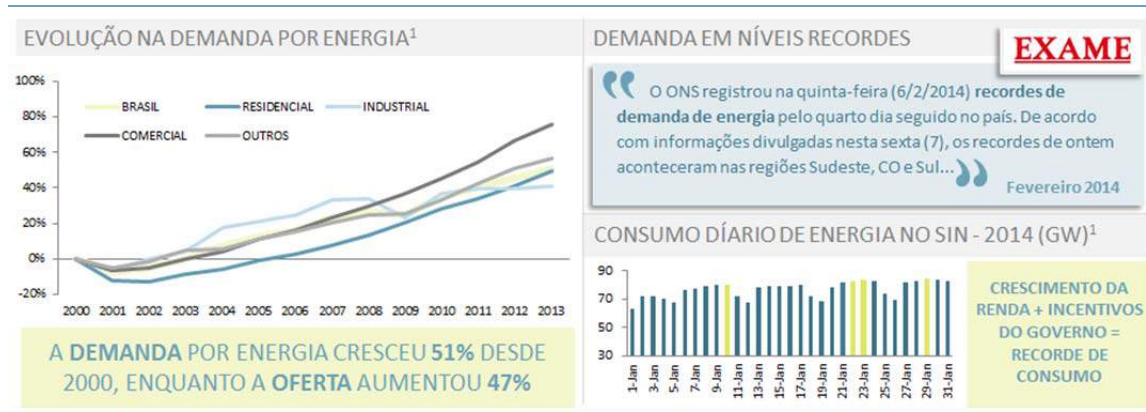 EVOLUÇÃO NA DEMANDA POR ENERGIA¹
100%
80%
60%
40%
20%
0%
-20%
BRASIL
RESIDENCIAL
INDUSTRIAL
COMERCIAL
OUTROS
2000 2001 2002 2003 2004 2005 2006 2007 2008 2009 2010 2011 2012 2013
A DEMANDA POR ENERGIA CRESCEU 51% DESDE
2000, ENQUANTO A OFERTA AUMENTOU 47%
DEMANDA EM NÍVEIS RECORDES
EXAME
“ O ONS registrou na quinta-feira (6/2/2014) recordes de
demanda de energia pelo quarto dia seguido no país. De acordo
com informações divulgadas nesta sexta (7), os recordes de ontem
aconteceram nas regiões Sudeste, CO e Sul... ”
Fevereiro 2014
CONSUMO DÍARIO DE ENERGIA NO SIN - 2014 (GW)¹
90
70
50
30
1-Jan 3-Jan 5-Jan 7-Jan 9-Jan 11-Jan 13-Jan 15-Jan 17-Jan 19-Jan 21-Jan 23-Jan 25-Jan 27-Jan 29-Jan 31-Jan
CRESCIMENTO DA
RENDA + INCENTIVOS
DO GOVERNO =
RECORDE DE
CONSUMO